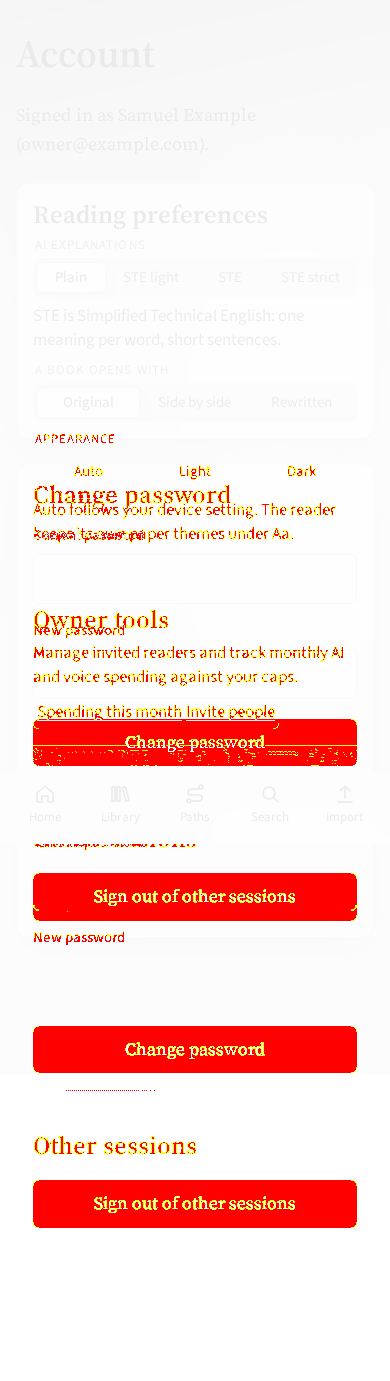 Account
Signed in as Samuel Example
(owner@example.com).
Reading preferences
AI EXPLANATIONS
Plain STE light STE STE strict
STE is Simplified Technical English: one
meaning per word, short sentences.
A BOOK OPENS WITH
Original Side by side Rewritten
APPEARANCE
Auto Light Dark
Change password
Auto follows your device setting. The reader
keeps its own paper themes under Aa.
Owner tools
New password
Manage invited readers and track monthly AI
and voice spending against your caps.
Spending this month Invite people
Change password
Home Library Paths Search Import
Sign out of other sessions
New password
Change password
Other sessions
Sign out of other sessions